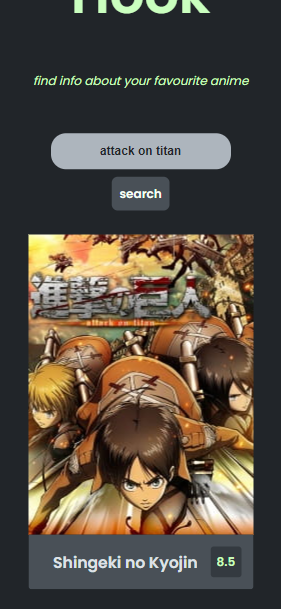 find info about your favourite anime
attack on titan
search
進撃の巨人
attack on titan
Shingeki no Kyojin
8.5